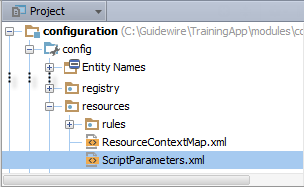 Project
configuration (C:\Guidewire\TrainingApp\modules\co
config
Entity Names
registry
resources
rules
ResourceContextMap.xml
ScriptParameters.xml